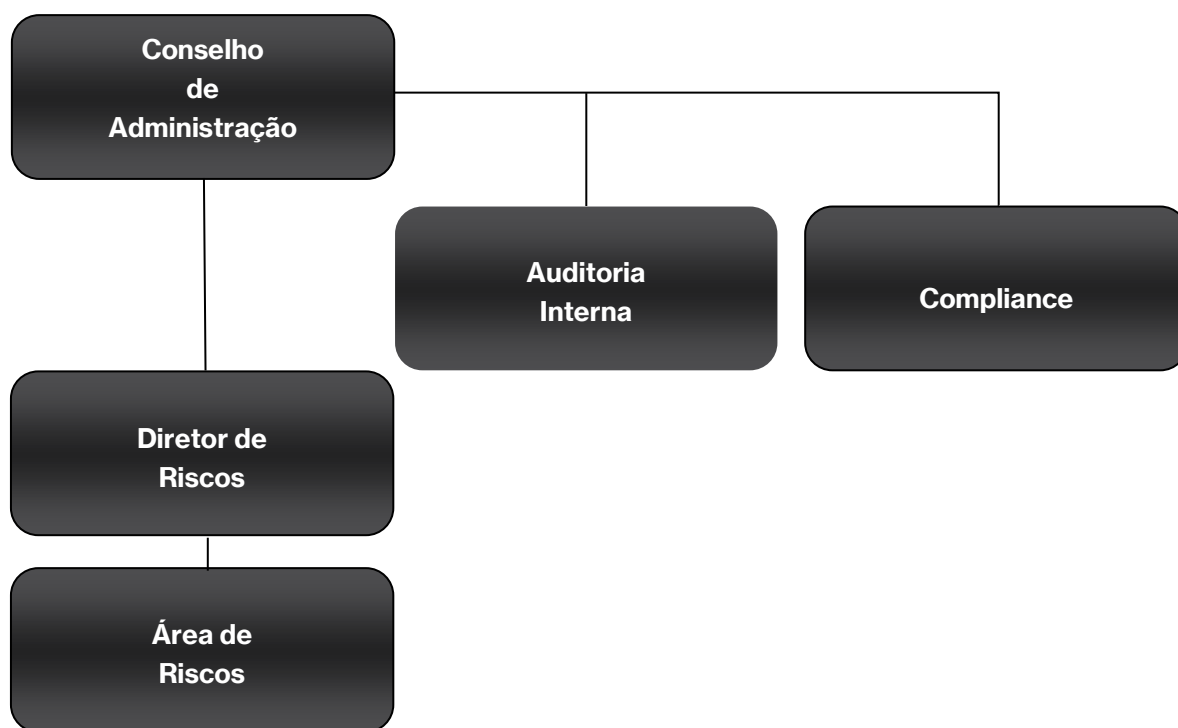 Conselho
de
Administração
Auditoria
Interna
Compliance
Diretor de
Riscos
Área de
Riscos